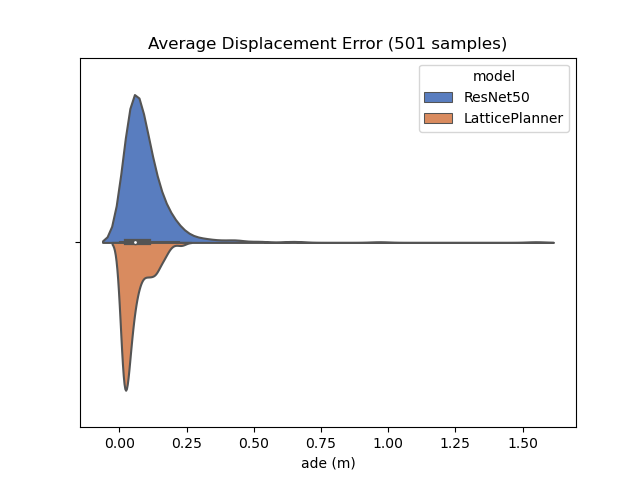 Average Displacement Error (501 samples)
model
ResNet50
LatticePlanner
0.00 0.25 0.50 0.75 1.00 1.25 1.50
ade (m)